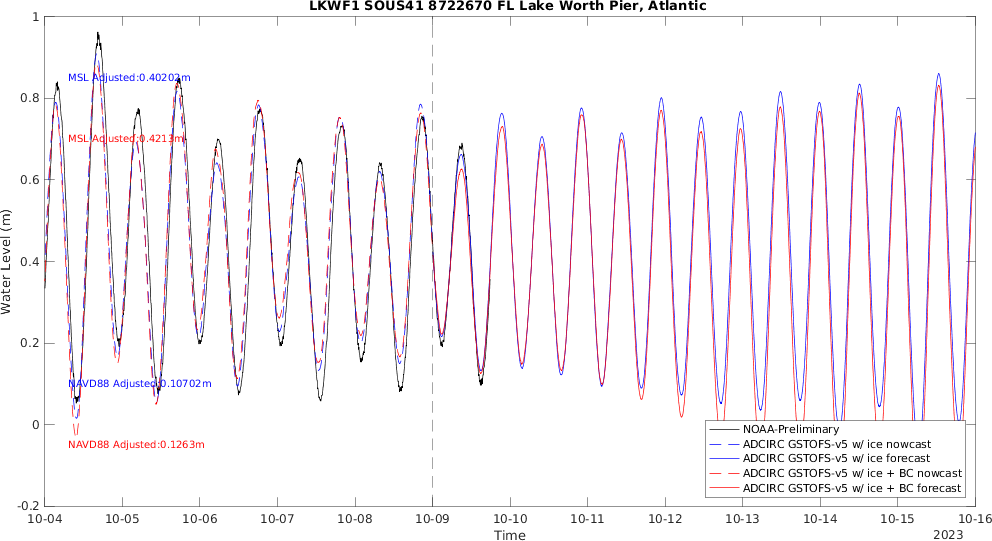 LKWF1 SOUS41 8722670 FL Lake Worth Pier, Atlantic
1
0.8
0.6
0.4
0.2
0
-0.2
Water Level (m)
MSL Adjusted:0.40202m
MSL Adjusted:0.4213m
NAVD88 Adjusted:0.10702m
NAVD88 Adjusted:0.1263m
NOAA-Preliminary
ADCIRC GSTOFS-v5 w/ ice nowcast
ADCIRC GSTOFS-v5 w/ ice forecast
ADCIRC GSTOFS-v5 w/ ice + BC nowcast
ADCIRC GSTOFS-v5 w/ ice + BC forecast
10-04 10-05 10-06 10-07 10-08 10-09 10-10 10-11 10-12 10-13 10-14 10-15 10-16
Time
2023